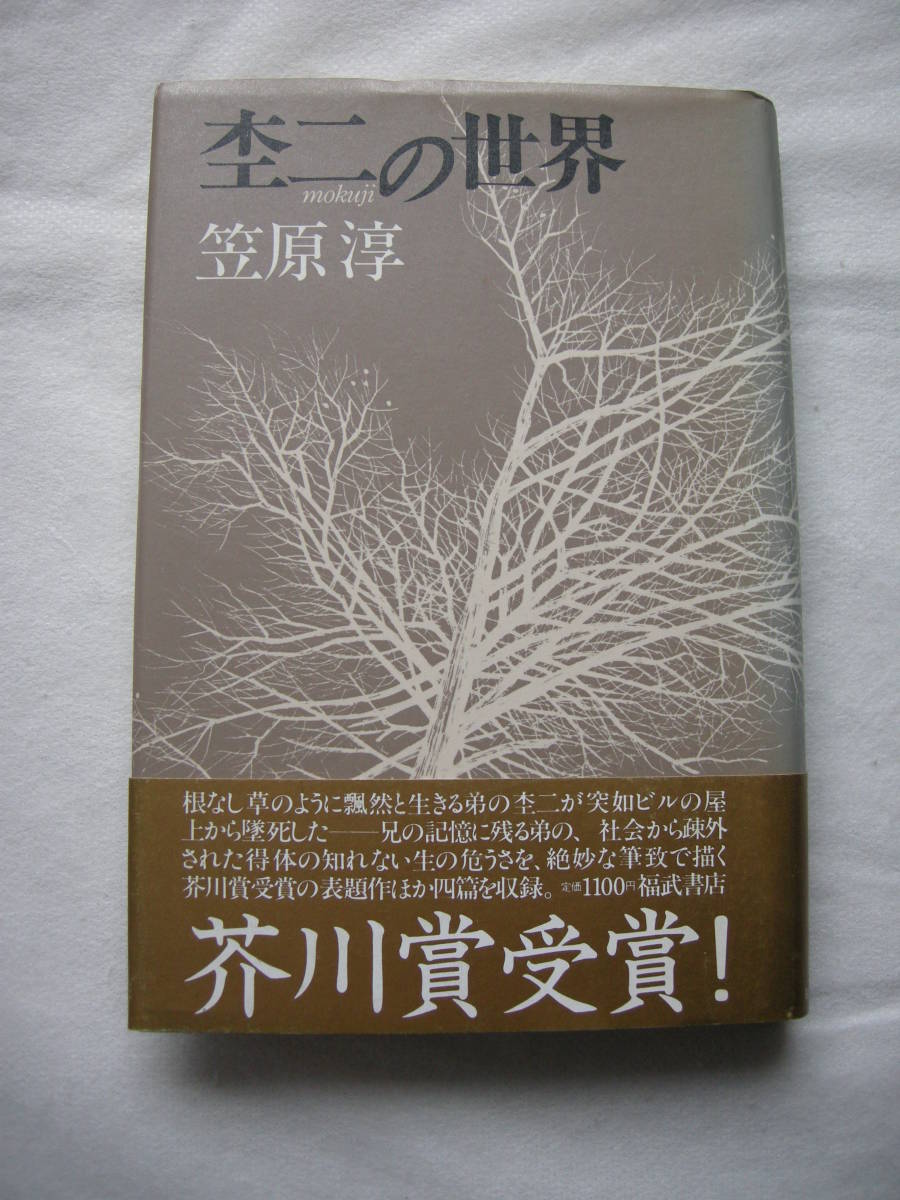 杢二の世界
mokuji
笠原 淳
根なし草のように飄然と生きる弟の杢二が突如ビルの屋
上から墜死した――兄の記憶に残る弟の、社会から疎外
された得体の知れない生の危うさを、絶妙な筆致で描く
芥川賞受賞の表題作ほか四篇を収録。定価1100円 福武書店
芥川賞受賞!